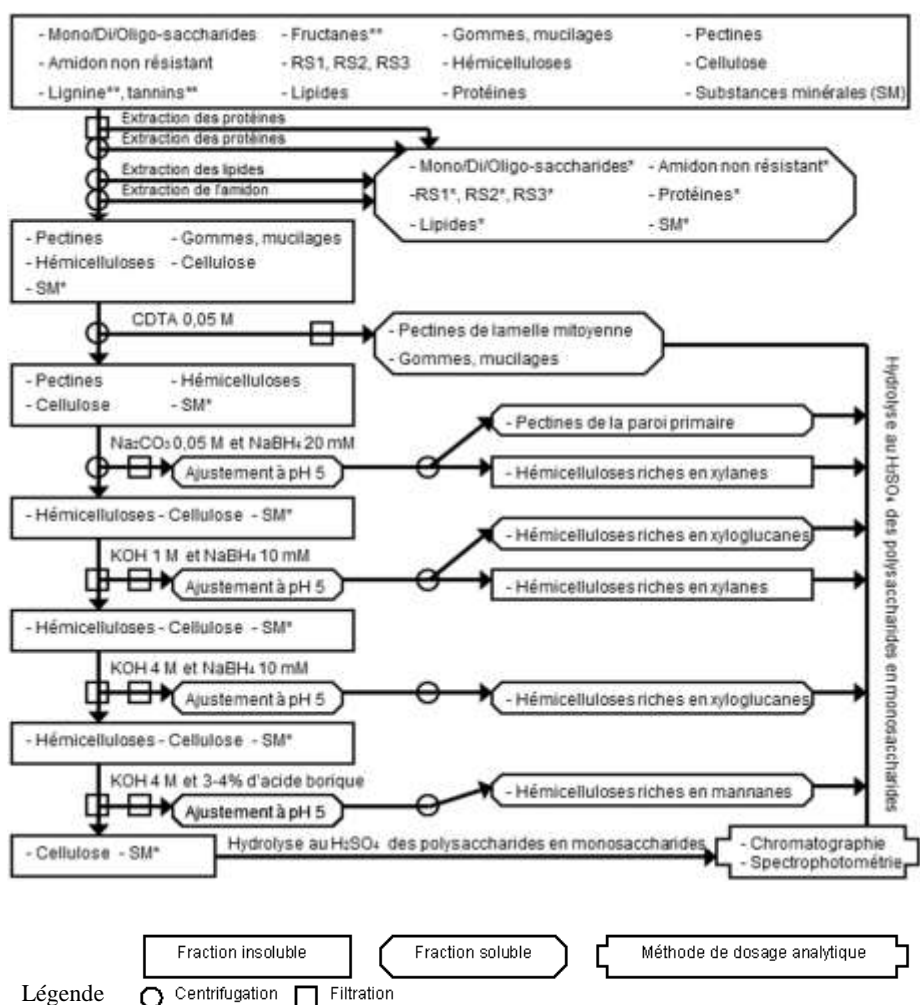 - Mono/Di/Oligo-saccharides - Fructanes** - Gommes, mucilages - Pectines
- Amidon non résistant - RS1, RS2, RS3 - Hémicelluloses - Cellulose
- Lignine**, tannins** - Lipides - Protéines - Substances minérales (SM)
Extraction des protéines
Extraction des protéines
Extraction des lipides
Extraction de l'amidon
- Mono/Di/Oligo-saccharides* - Amidon non résistant*
-RS1*, RS2*, RS3* - Protéines*
- Lipides* - SM*
- Pectines - Gommes, mucilages
- Hémicelluloses - Cellulose
- SM*
CDTA 0,05 M
- Pectines de lamelle mitoyenne
- Gommes, mucilages
- Pectines - Hémicelluloses
- Cellulose - SM*
Na₂CO₃ 0,05 M et NaBH₄ 20 mM
Ajustement à pH 5
- Pectines de la paroi primaire
- Hémicelluloses riches en xylanes
- Hémicelluloses - Cellulose - SM*
KOH 1 M et NaBH₄ 10 mM
Ajustement à pH 5
- Hémicelluloses riches en xyloglucanes
- Hémicelluloses riches en xylanes
- Hémicelluloses - Cellulose - SM*
KOH 4 M et NaBH₄ 10 mM
Ajustement à pH 5
- Hémicelluloses riches en xyloglucanes
- Hémicelluloses - Cellulose - SM*
KOH 4 M et 3-4% d'acide borique
Ajustement à pH 5
- Hémicelluloses riches en mannanes
Hydrolyse au H₂SO₄ des polysaccharides en monosaccharides
- Cellulose - SM*
Hydrolyse au H₂SO₄ des polysaccharides en monosaccharides
- Chromatographie
- Spectrophotométrie
Fraction insoluble
Fraction soluble
Méthode de dosage analytique
Légende Centrifugation Filtration